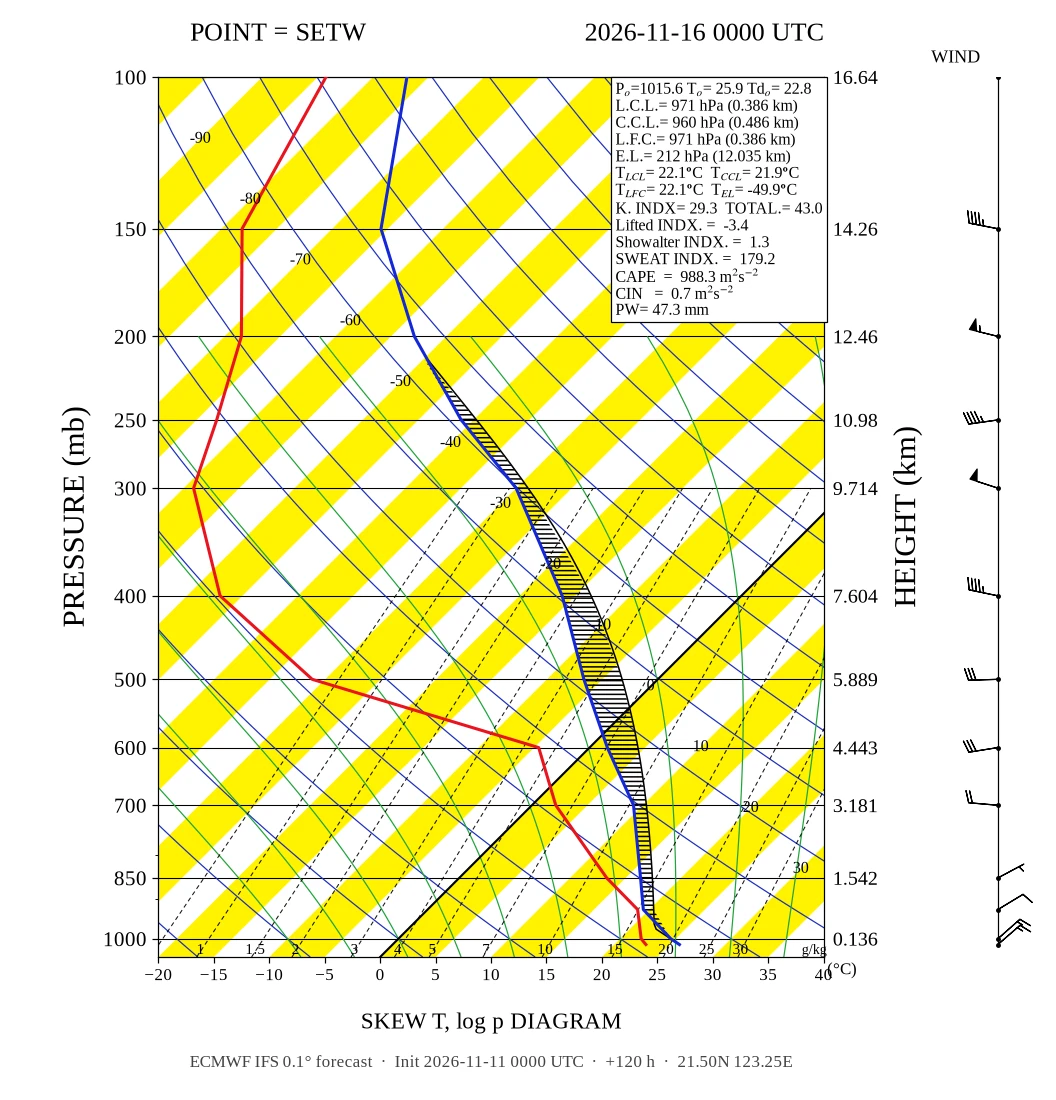 POINT = SETW 2026-11-16 0000 UTC
WIND
Pₒ=1015.6 Tₒ= 25.9 Tdₒ= 22.8
L.C.L.= 971 hPa (0.386 km)
C.C.L.= 960 hPa (0.486 km)
L.F.C.= 971 hPa (0.386 km)
E.L.= 212 hPa (12.035 km)
T_LCL= 22.1°C T_CCL= 21.9°C
T_LFC= 22.1°C T_EL= -49.9°C
K. INDX= 29.3 TOTAL.= 43.0
Lifted INDX. = -3.4
Showalter INDX. = 1.3
SWEAT INDX. = 179.2
CAPE = 988.3 m²s⁻²
CIN = 0.7 m²s⁻²
PW= 47.3 mm
100 16.64
-90
-80
150 14.26
-70
-60
200 12.46
-50
250 10.98
-40
300 9.714
-30
-20
400 7.604
-10
500 5.889
0
600 4.443
10
700 3.181
20
850 1.542
30
1000 0.136
1 1.5 2 3 4 5 7 10 15 20 25 30 g/kg
−20 −15 −10 −5 0 5 10 15 20 25 30 35 40 (°C)
PRESSURE (mb)
HEIGHT (km)
SKEW T, log p DIAGRAM
ECMWF IFS 0.1° forecast · Init 2026-11-11 0000 UTC · +120 h · 21.50N 123.25E